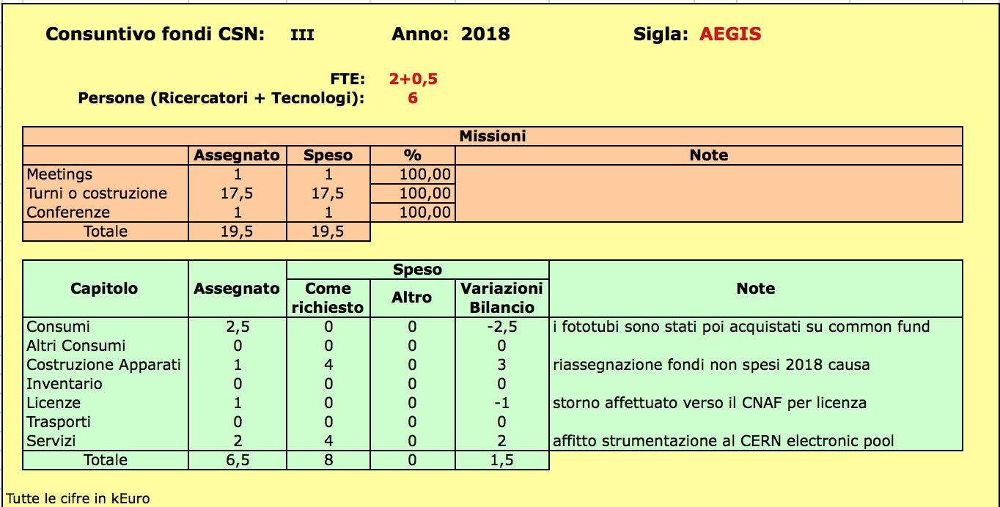 Consuntivo fondi CSN: III Anno: 2018 Sigla: AEGIS
FTE: 2+0,5
Persone (Ricercatori + Tecnologi): 6
Missioni
Assegnato Speso % Note
Meetings 1 1 100,00
Turni o costruzione 17,5 17,5 100,00
Conferenze 1 1 100,00
Totale 19,5 19,5
Speso
Capitolo Assegnato Come richiesto Altro Variazioni Bilancio Note
Consumi 2,5 0 0 -2,5 i fototubi sono stati poi acquistati su common fund
Altri Consumi 0 0 0 0
Costruzione Apparati 1 4 0 3 riassegnazione fondi non spesi 2018 causa
Inventario 0 0 0 0
Licenze 1 0 0 -1 storno affettuato verso il CNAF per licenza
Trasporti 0 0 0 0
Servizi 2 4 0 2 affitto strumentazione al CERN electronic pool
Totale 6,5 8 0 1,5
Tutte le cifre in kEuro